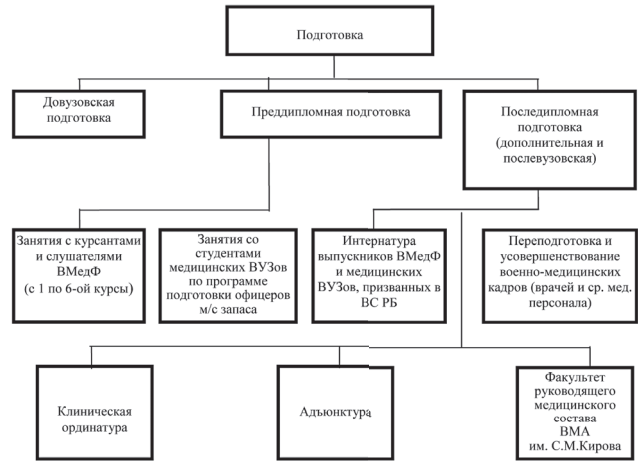 Подготовка
Довузовская
подготовка
Преддипломная подготовка
Последипломная
подготовка
(дополнительная и
послевузовская)
Занятия с курсантами
и слушателями
ВМедФ
(с 1 по 6-ой курсы)
Занятия со
студентами
медицинских ВУЗов
по программе
подготовки офицеров
м/с запаса
Интернатура
выпускников ВМедФ
и медицинских
ВУЗов, призванных в
ВС РБ
Переподготовка и
усовершенствование
военно-медицинских
кадров (врачей и ср. мед.
персонала)
Клиническая
ординатура
Адъюнктура
Факультет
руководящего
медицинского
состава
ВМА
им. С.М.Кирова